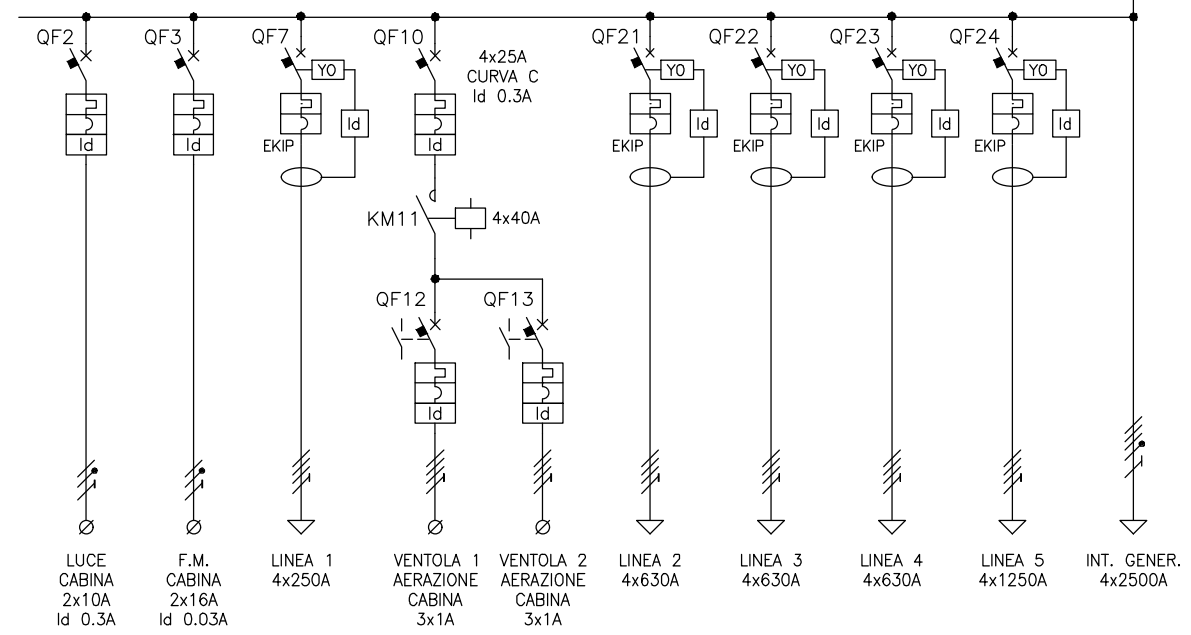 QF2
QF3
QF7
QF10
QF21
QF22
QF23
QF24
4x25A
CURVA C
Id 0.3A
YO
YO
YO
YO
YO
Id
Id
Id
Id
Id
Id
Id
Id
EKIP
EKIP
EKIP
EKIP
EKIP
KM11
4x40A
QF12
QF13
Id
Id
LUCE
CABINA
2x10A
Id 0.3A
F.M.
CABINA
2x16A
Id 0.03A
LINEA 1
4x250A
VENTOLA 1
AERAZIONE
CABINA
3x1A
VENTOLA 2
AERAZIONE
CABINA
3x1A
LINEA 2
4x630A
LINEA 3
4x630A
LINEA 4
4x630A
LINEA 5
4x1250A
INT. GENER.
4x2500A